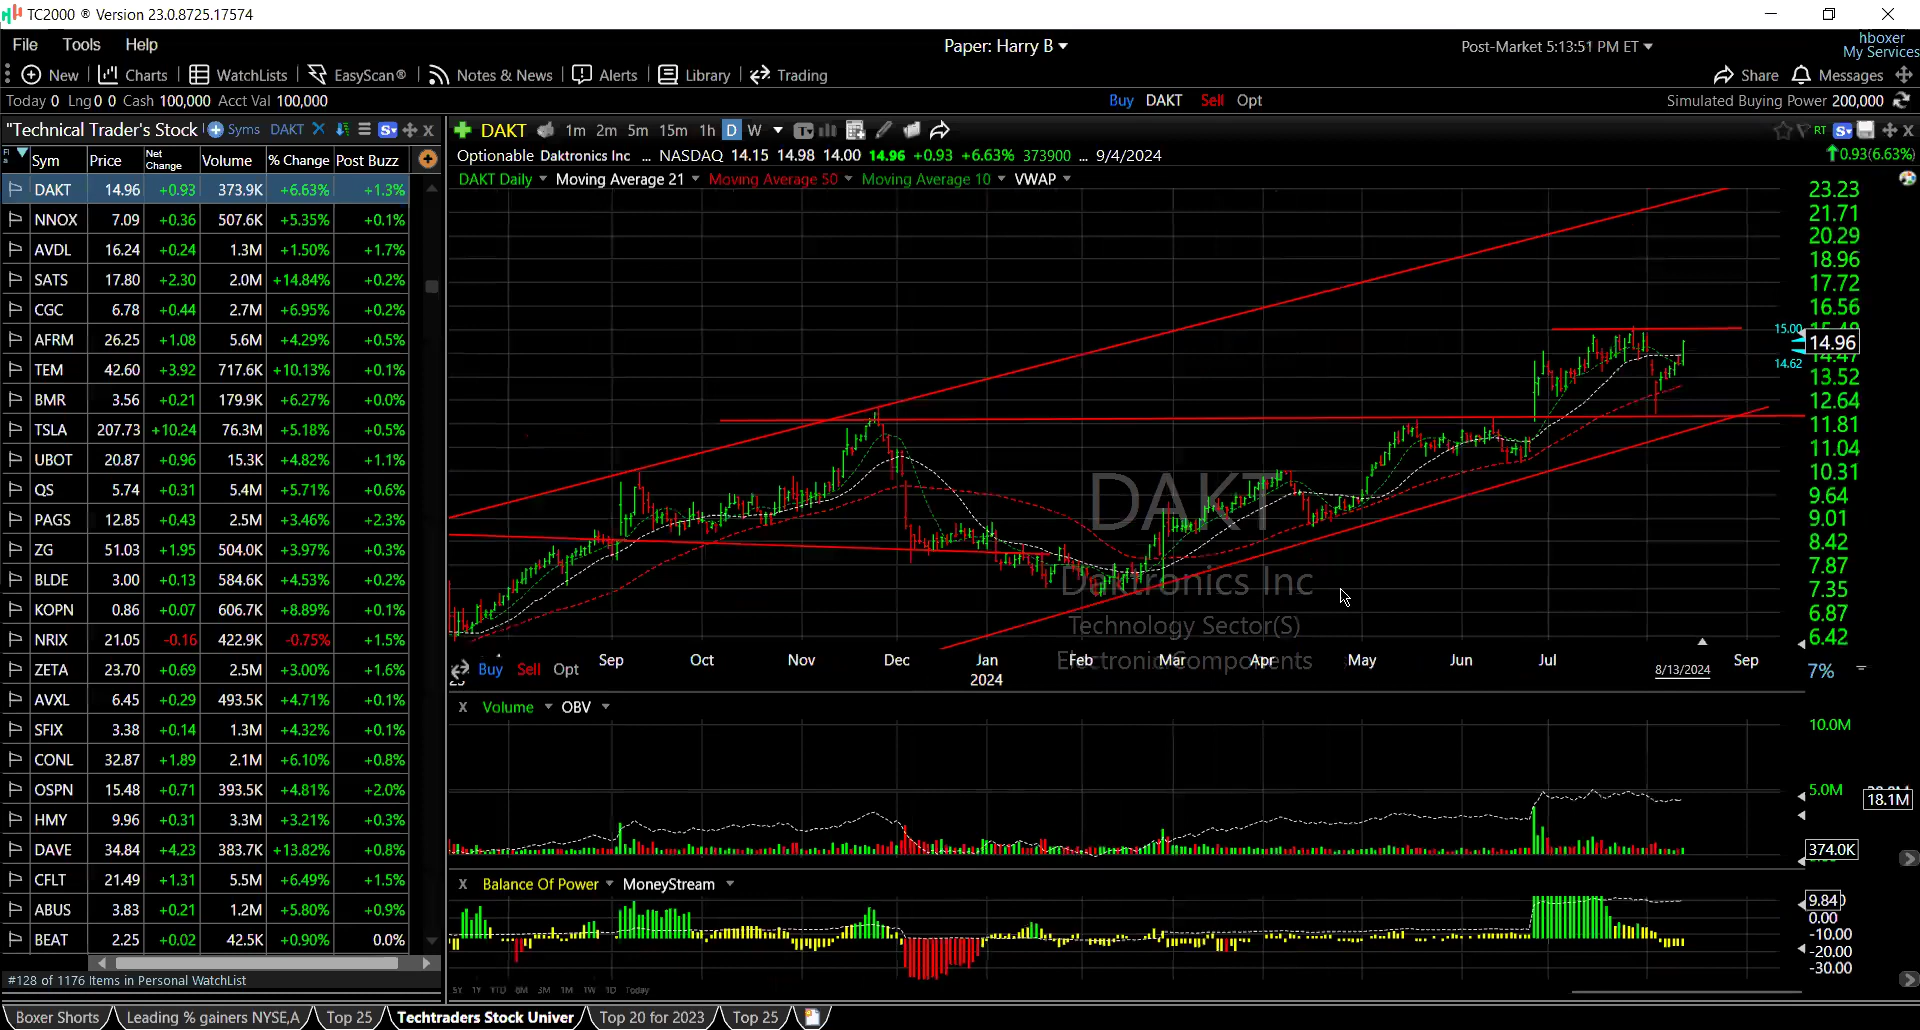 TC2000 ® Version 23.0.8725.17574
File Tools Help
Paper: Harry B
Post-Market 5:13:51 PM ET
hboxer
My Services
New Charts WatchLists EasyScan® Notes & News Alerts Library Trading
Share Messages
Today 0 Lng 0 0 Cash 100,000 Acct Val 100,000
Buy DAKT Sell Opt
Simulated Buying Power 200,000
"Technical Trader's Stock Syms DAKT
DAKT 1m 2m 5m 15m 1h D W
RT
Sym Price Net Change Volume % Change Post Buzz
Optionable Daktronics Inc ... NASDAQ 14.15 14.98 14.00 14.96 +0.93 +6.63% 373900 ... 9/4/2024
0.93(6.63%)
DAKT Daily Moving Average 21 Moving Average 50 Moving Average 10 VWAP
DAKT 14.96 +0.93 373.9K +6.63% +1.3%
NNOX 7.09 +0.36 507.6K +5.35% +0.1%
AVDL 16.24 +0.24 1.3M +1.50% +1.7%
SATS 17.80 +2.30 2.0M +14.84% +0.2%
CGC 6.78 +0.44 2.7M +6.95% +0.2%
AFRM 26.25 +1.08 5.6M +4.29% +0.5%
TEM 42.60 +3.92 717.6K +10.13% +0.1%
BMR 3.56 +0.21 179.9K +6.27% +0.0%
TSLA 207.73 +10.24 76.3M +5.18% +0.5%
UBOT 20.87 +0.96 15.3K +4.82% +1.1%
QS 5.74 +0.31 5.4M +5.71% +0.6%
PAGS 12.85 +0.43 2.5M +3.46% +2.3%
ZG 51.03 +1.95 504.0K +3.97% +0.3%
BLDE 3.00 +0.13 584.6K +4.53% +0.2%
KOPN 0.86 +0.07 606.7K +8.89% +0.1%
NRIX 21.05 -0.16 422.9K -0.75% +1.5%
ZETA 23.70 +0.69 2.5M +3.00% +1.6%
AVXL 6.45 +0.29 493.5K +4.71% +0.1%
SFIX 3.38 +0.14 1.3M +4.32% +0.1%
CONL 32.87 +1.89 2.1M +6.10% +0.8%
OSPN 15.48 +0.71 393.5K +4.81% +2.0%
HMY 9.96 +0.31 3.3M +3.21% +0.3%
DAVE 34.84 +4.23 383.7K +13.82% +0.8%
CFLT 21.49 +1.31 5.5M +6.49% +1.5%
ABUS 3.83 +0.21 1.2M +5.80% +0.9%
BEAT 2.25 +0.02 42.5K +0.90% 0.0%
#128 of 1176 Items in Personal WatchList
23.23
21.71
20.29
18.96
17.72
16.56
15.00
14.96
14.62
13.52
12.64
11.81
11.04
10.31
9.64
9.01
8.42
7.87
7.35
6.87
6.42
DAKT
Daktronics Inc
Technology Sector(S)
Electronic Components
Buy Sell Opt
Sep Oct Nov Dec Jan Feb Mar Apr May Jun Jul 8/13/2024 Sep
2024
7%
X Volume OBV
10.0M
5.0M
18.1M
374.0K
X Balance Of Power MoneyStream
9.84
0.00
-10.00
-20.00
-30.00
5Y 1Y YTD 6M 3M 1M 1W 1D Today
Boxer Shorts Leading % gainers NYSE,A Top 25 Techtraders Stock Univer Top 20 for 2023 Top 25